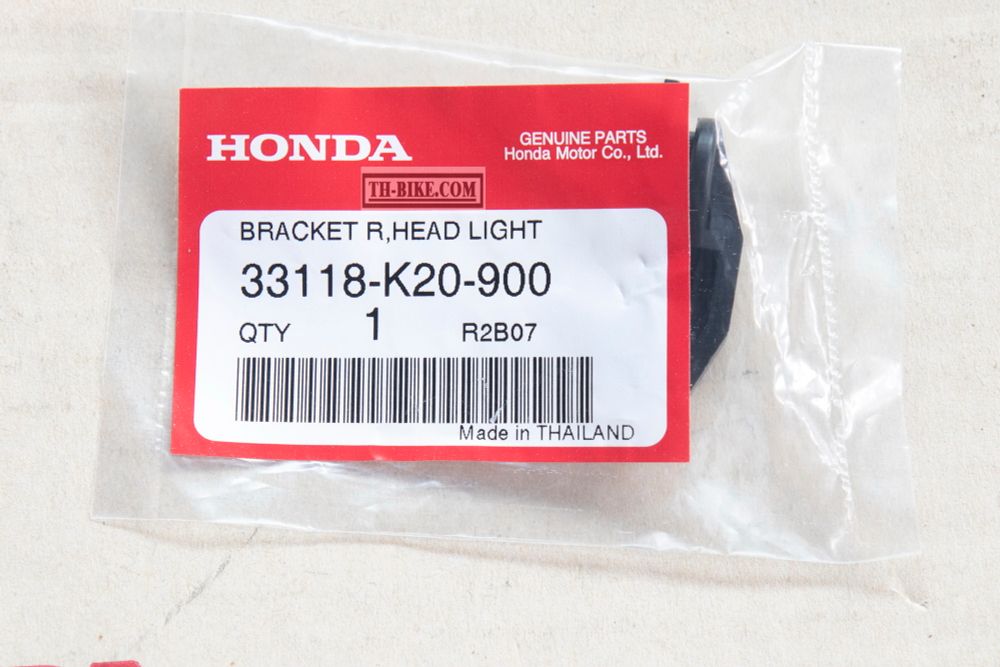 HONDA
GENUINE PARTS
Honda Motor Co., Ltd.
TH-BIKE.COM
BRACKET R,HEAD LIGHT
33118-K20-900
QTY 1 R2B07
Made in THAILAND